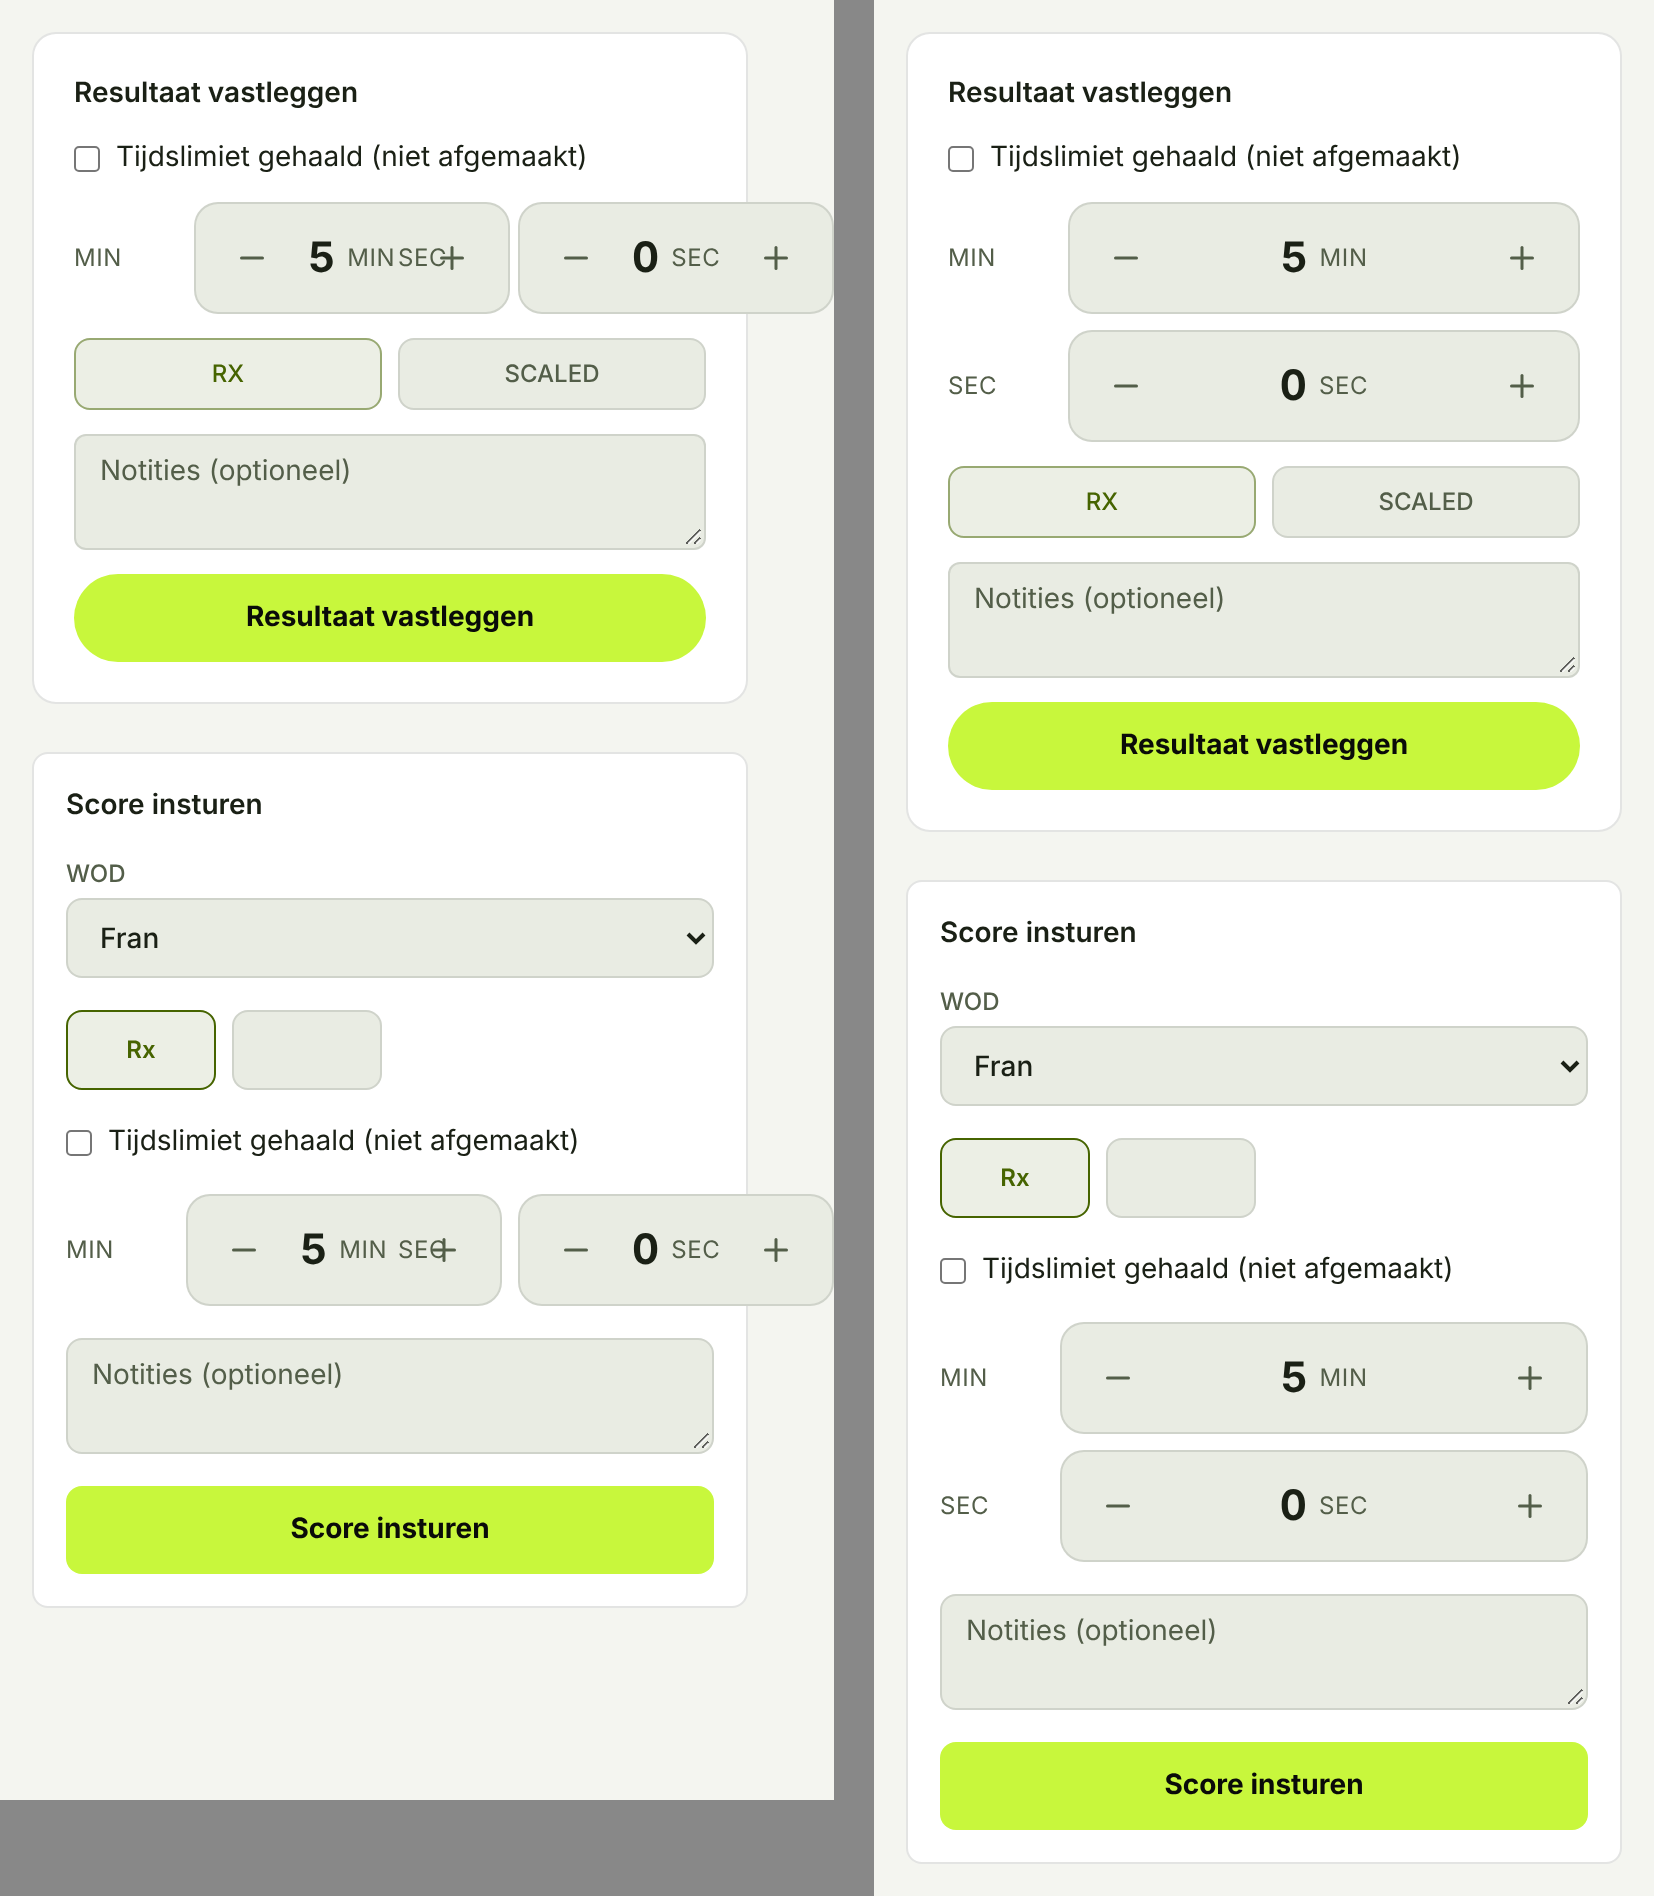 Resultaat vastleggen
Tijdslimiet gehaald (niet afgemaakt)
MIN − 5 MIN SEC + − 0 SEC +
RX SCALED
Notities (optioneel)
Resultaat vastleggen
Score insturen
WOD
Fran
Rx
Tijdslimiet gehaald (niet afgemaakt)
MIN − 5 MIN SEC + − 0 SEC +
Notities (optioneel)
Score insturen
Resultaat vastleggen
Tijdslimiet gehaald (niet afgemaakt)
MIN − 5 MIN +
SEC − 0 SEC +
RX SCALED
Notities (optioneel)
Resultaat vastleggen
Score insturen
WOD
Fran
Rx
Tijdslimiet gehaald (niet afgemaakt)
MIN − 5 MIN +
SEC − 0 SEC +
Notities (optioneel)
Score insturen